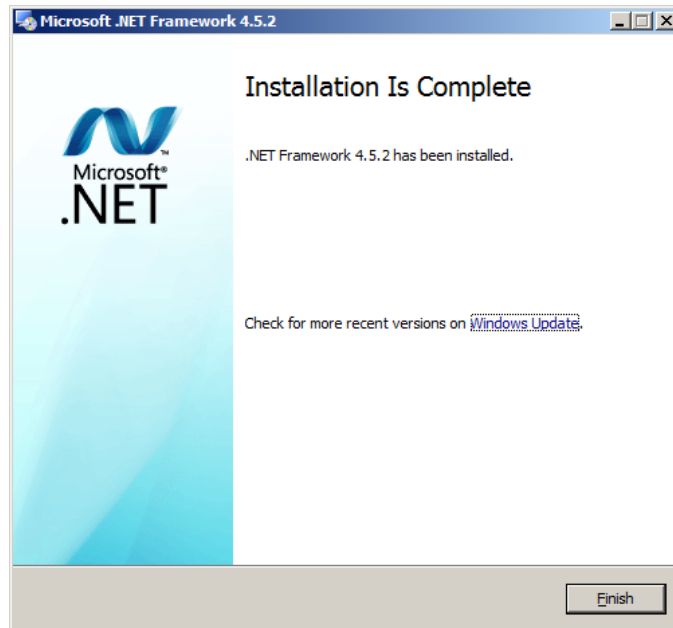 Microsoft .NET Framework 4.5.2
Installation Is Complete
.NET Framework 4.5.2 has been installed.
Microsoft®
.NET
Check for more recent versions on Windows Update.
Finish